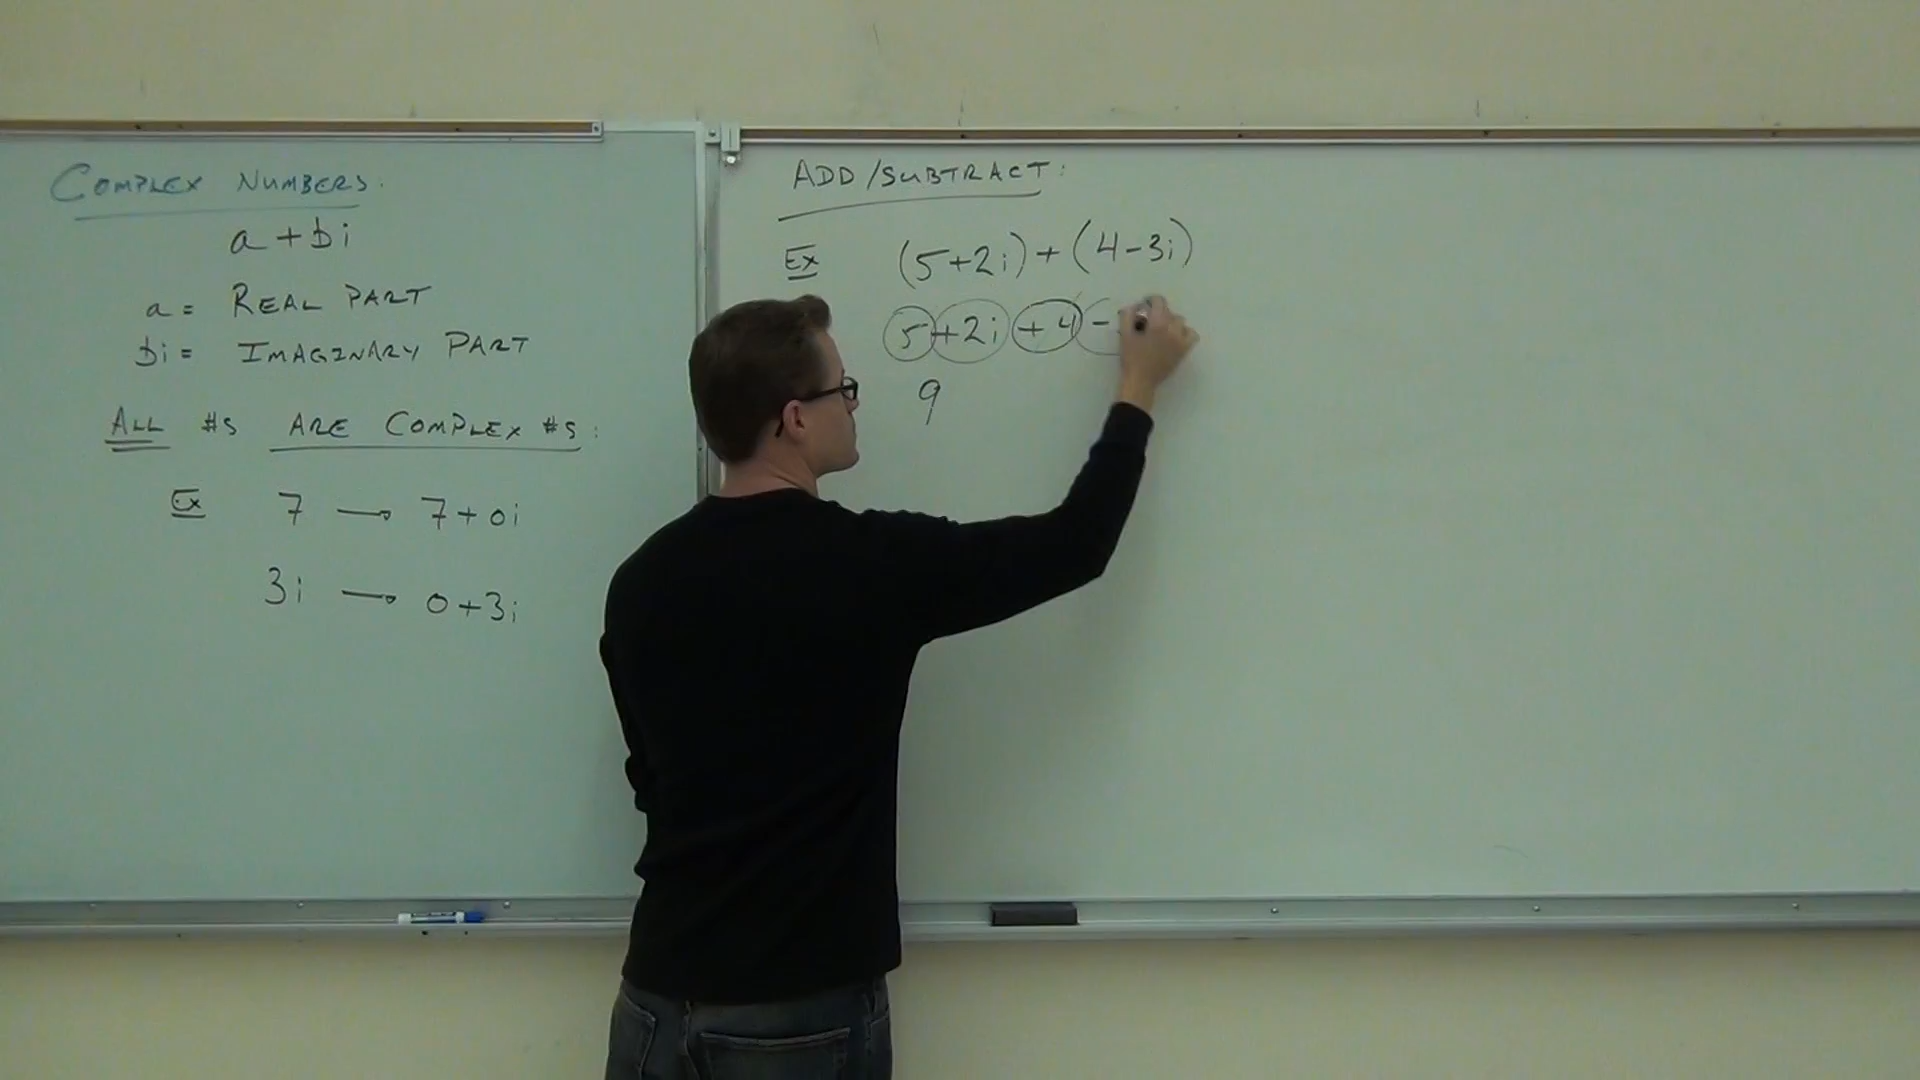 COMPLEX NUMBERS:
a + bi
a = REAL PART
bi = IMAGINARY PART
ALL #S ARE COMPLEX #S:
Ex 7 → 7+0i
3i → 0+3i
ADD/SUBTRACT:
Ex (5+2i)+(4-3i)
5+2i+4-
9